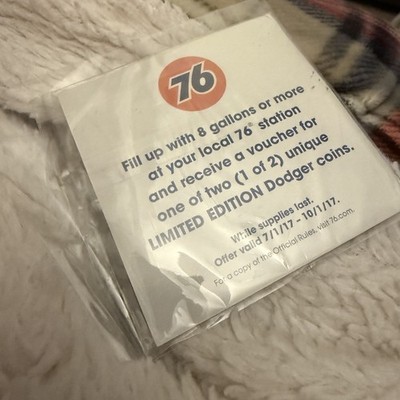 76
Fill up with 8 gallons or more
at your local 76® station
and receive a voucher for
one of two (1 of 2) unique
LIMITED EDITION Dodger coins.
While supplies last.
Offer valid 7/1/17 - 10/1/17.
For a copy of the Official Rules, visit 76.com.